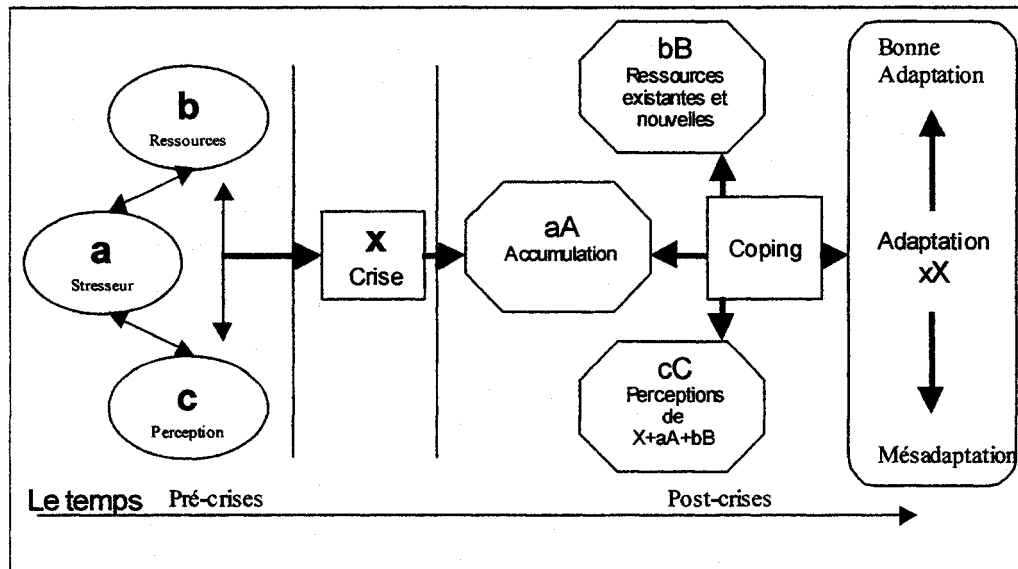 b
Ressources
a
Stresseur
c
Perception
x
Crise
aA
Accumulation
bB
Ressources
existantes et
nouvelles
Coping
cC
Perceptions
de
X+aA+bB
Bonne
Adaptation
Adaptation
xX
Mésadaptation
Le temps Pré-crises Post-crises